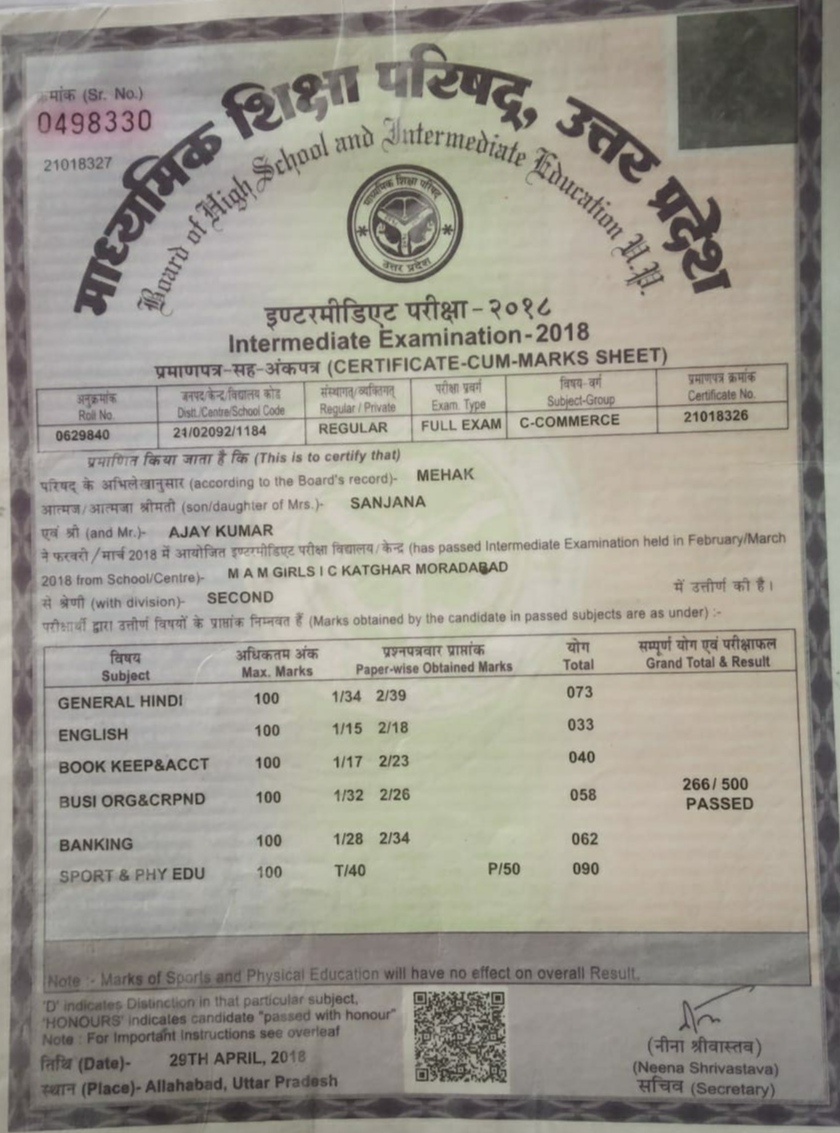 क्रमांक (Sr. No.)
0498330
21018327
माध्यमिक शिक्षा परिषद्, उत्तर प्रदेश
Board of High School and Intermediate Education U.P.
माध्यमिक शिक्षा परिषद
उत्तर प्रदेश
इण्टरमीडिएट परीक्षा - २०१८
Intermediate Examination-2018
प्रमाणपत्र-सह-अंकपत्र (CERTIFICATE-CUM-MARKS SHEET)
अनुक्रमांक जनपद/केन्द्र/विद्यालय कोड संस्थागत/व्यक्तिगत परीक्षा प्रवर्ग विषय-वर्ग प्रमाणपत्र क्रमांक
Roll No. Distt./Centre/School Code Regular / Private Exam. Type Subject-Group Certificate No.
0629840 21/02092/1184 REGULAR FULL EXAM C-COMMERCE 21018326
प्रमाणित किया जाता है कि (This is to certify that)
परिषद के अभिलेखानुसार (according to the Board's record)- MEHAK
आत्मज/आत्मजा श्रीमती (son/daughter of Mrs.)- SANJANA
एवं श्री (and Mr.)- AJAY KUMAR
ने फरवरी/मार्च 2018 में आयोजित इण्टरमीडिएट परीक्षा विद्यालय/केन्द्र (has passed Intermediate Examination held in February/March
2018 from School/Centre)- M A M GIRLS I C KATGHAR MORADABAD
से श्रेणी (with division)- SECOND में उत्तीर्ण की है।
परीक्षार्थी द्वारा उत्तीर्ण विषयों के प्राप्तांक निम्नवत हैं (Marks obtained by the candidate in passed subjects are as under) :-
विषय अधिकतम अंक प्रश्नपत्रवार प्राप्तांक योग सम्पूर्ण योग एवं परीक्षाफल
Subject Max. Marks Paper-wise Obtained Marks Total Grand Total & Result
GENERAL HINDI 100 1/34 2/39 073
ENGLISH 100 1/15 2/18 033
BOOK KEEP&ACCT 100 1/17 2/23 040
BUSI ORG&CRPND 100 1/32 2/26 058 266/ 500
PASSED
BANKING 100 1/28 2/34 062
SPORT & PHY EDU 100 T/40 P/50 090
Note :- Marks of Sports and Physical Education will have no effect on overall Result.
'D' indicates Distinction in that particular subject,
'HONOURS' indicates candidate "passed with honour"
Note : For Important Instructions see overleaf
तिथि (Date)- 29TH APRIL, 2018
स्थान (Place)- Allahabad, Uttar Pradesh
(नीना श्रीवास्तव)
(Neena Shrivastava)
सचिव (Secretary)